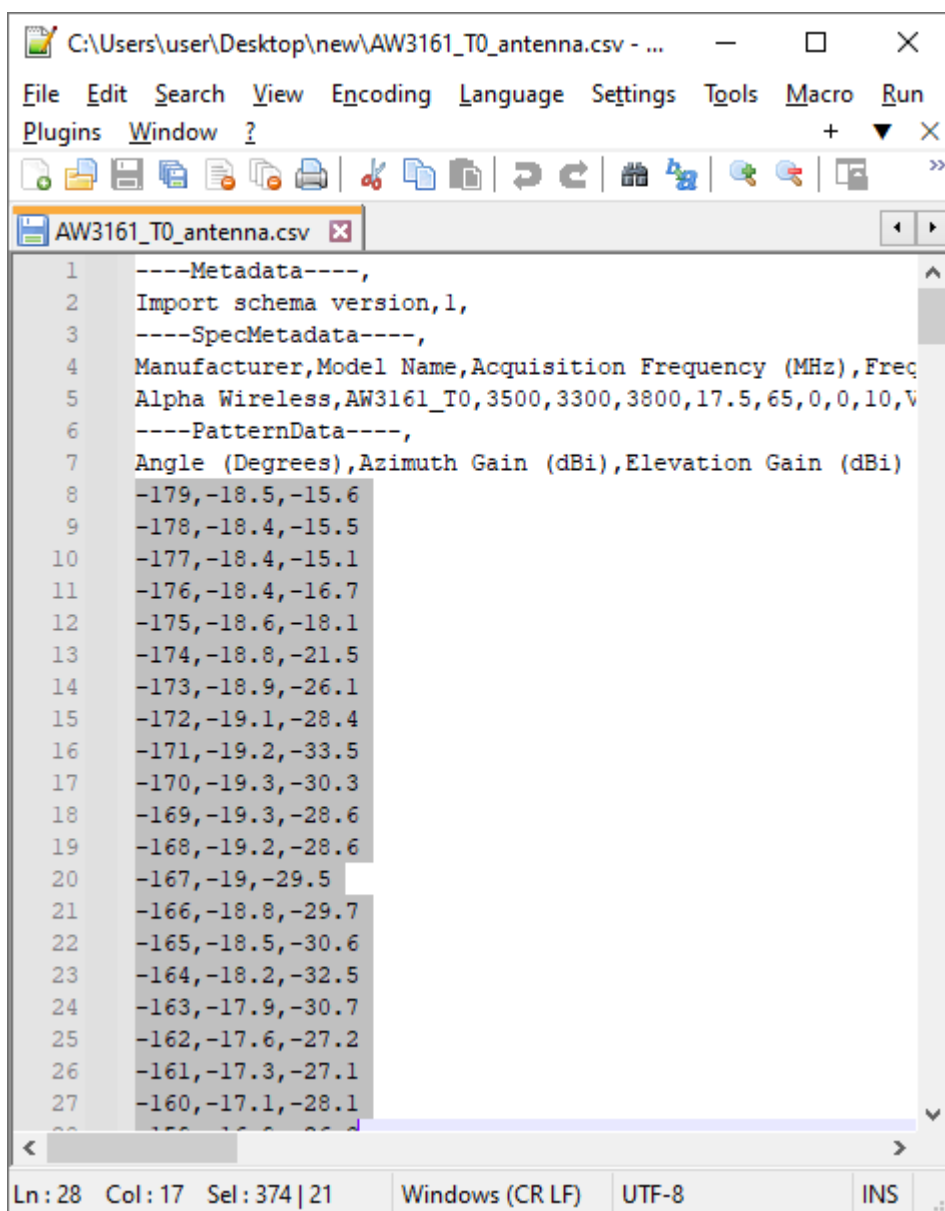 C:\Users\user\Desktop\new\AW3161_T0_antenna.csv - ...
File Edit Search View Encoding Language Settings Tools Macro Run
Plugins Window ?
AW3161_T0_antenna.csv
1 ----Metadata----,
2 Import schema version,1,
3 ----SpecMetadata----,
4 Manufacturer,Model Name,Acquisition Frequency (MHz),Freq
5 Alpha Wireless,AW3161_T0,3500,3300,3800,17.5,65,0,0,10,V
6 ----PatternData----,
7 Angle (Degrees),Azimuth Gain (dBi),Elevation Gain (dBi)
8 -179,-18.5,-15.6
9 -178,-18.4,-15.5
10 -177,-18.4,-15.1
11 -176,-18.4,-16.7
12 -175,-18.6,-18.1
13 -174,-18.8,-21.5
14 -173,-18.9,-26.1
15 -172,-19.1,-28.4
16 -171,-19.2,-33.5
17 -170,-19.3,-30.3
18 -169,-19.3,-28.6
19 -168,-19.2,-28.6
20 -167,-19,-29.5
21 -166,-18.8,-29.7
22 -165,-18.5,-30.6
23 -164,-18.2,-32.5
24 -163,-17.9,-30.7
25 -162,-17.6,-27.2
26 -161,-17.3,-27.1
27 -160,-17.1,-28.1
Ln : 28 Col : 17 Sel : 374 | 21 Windows (CR LF) UTF-8 INS